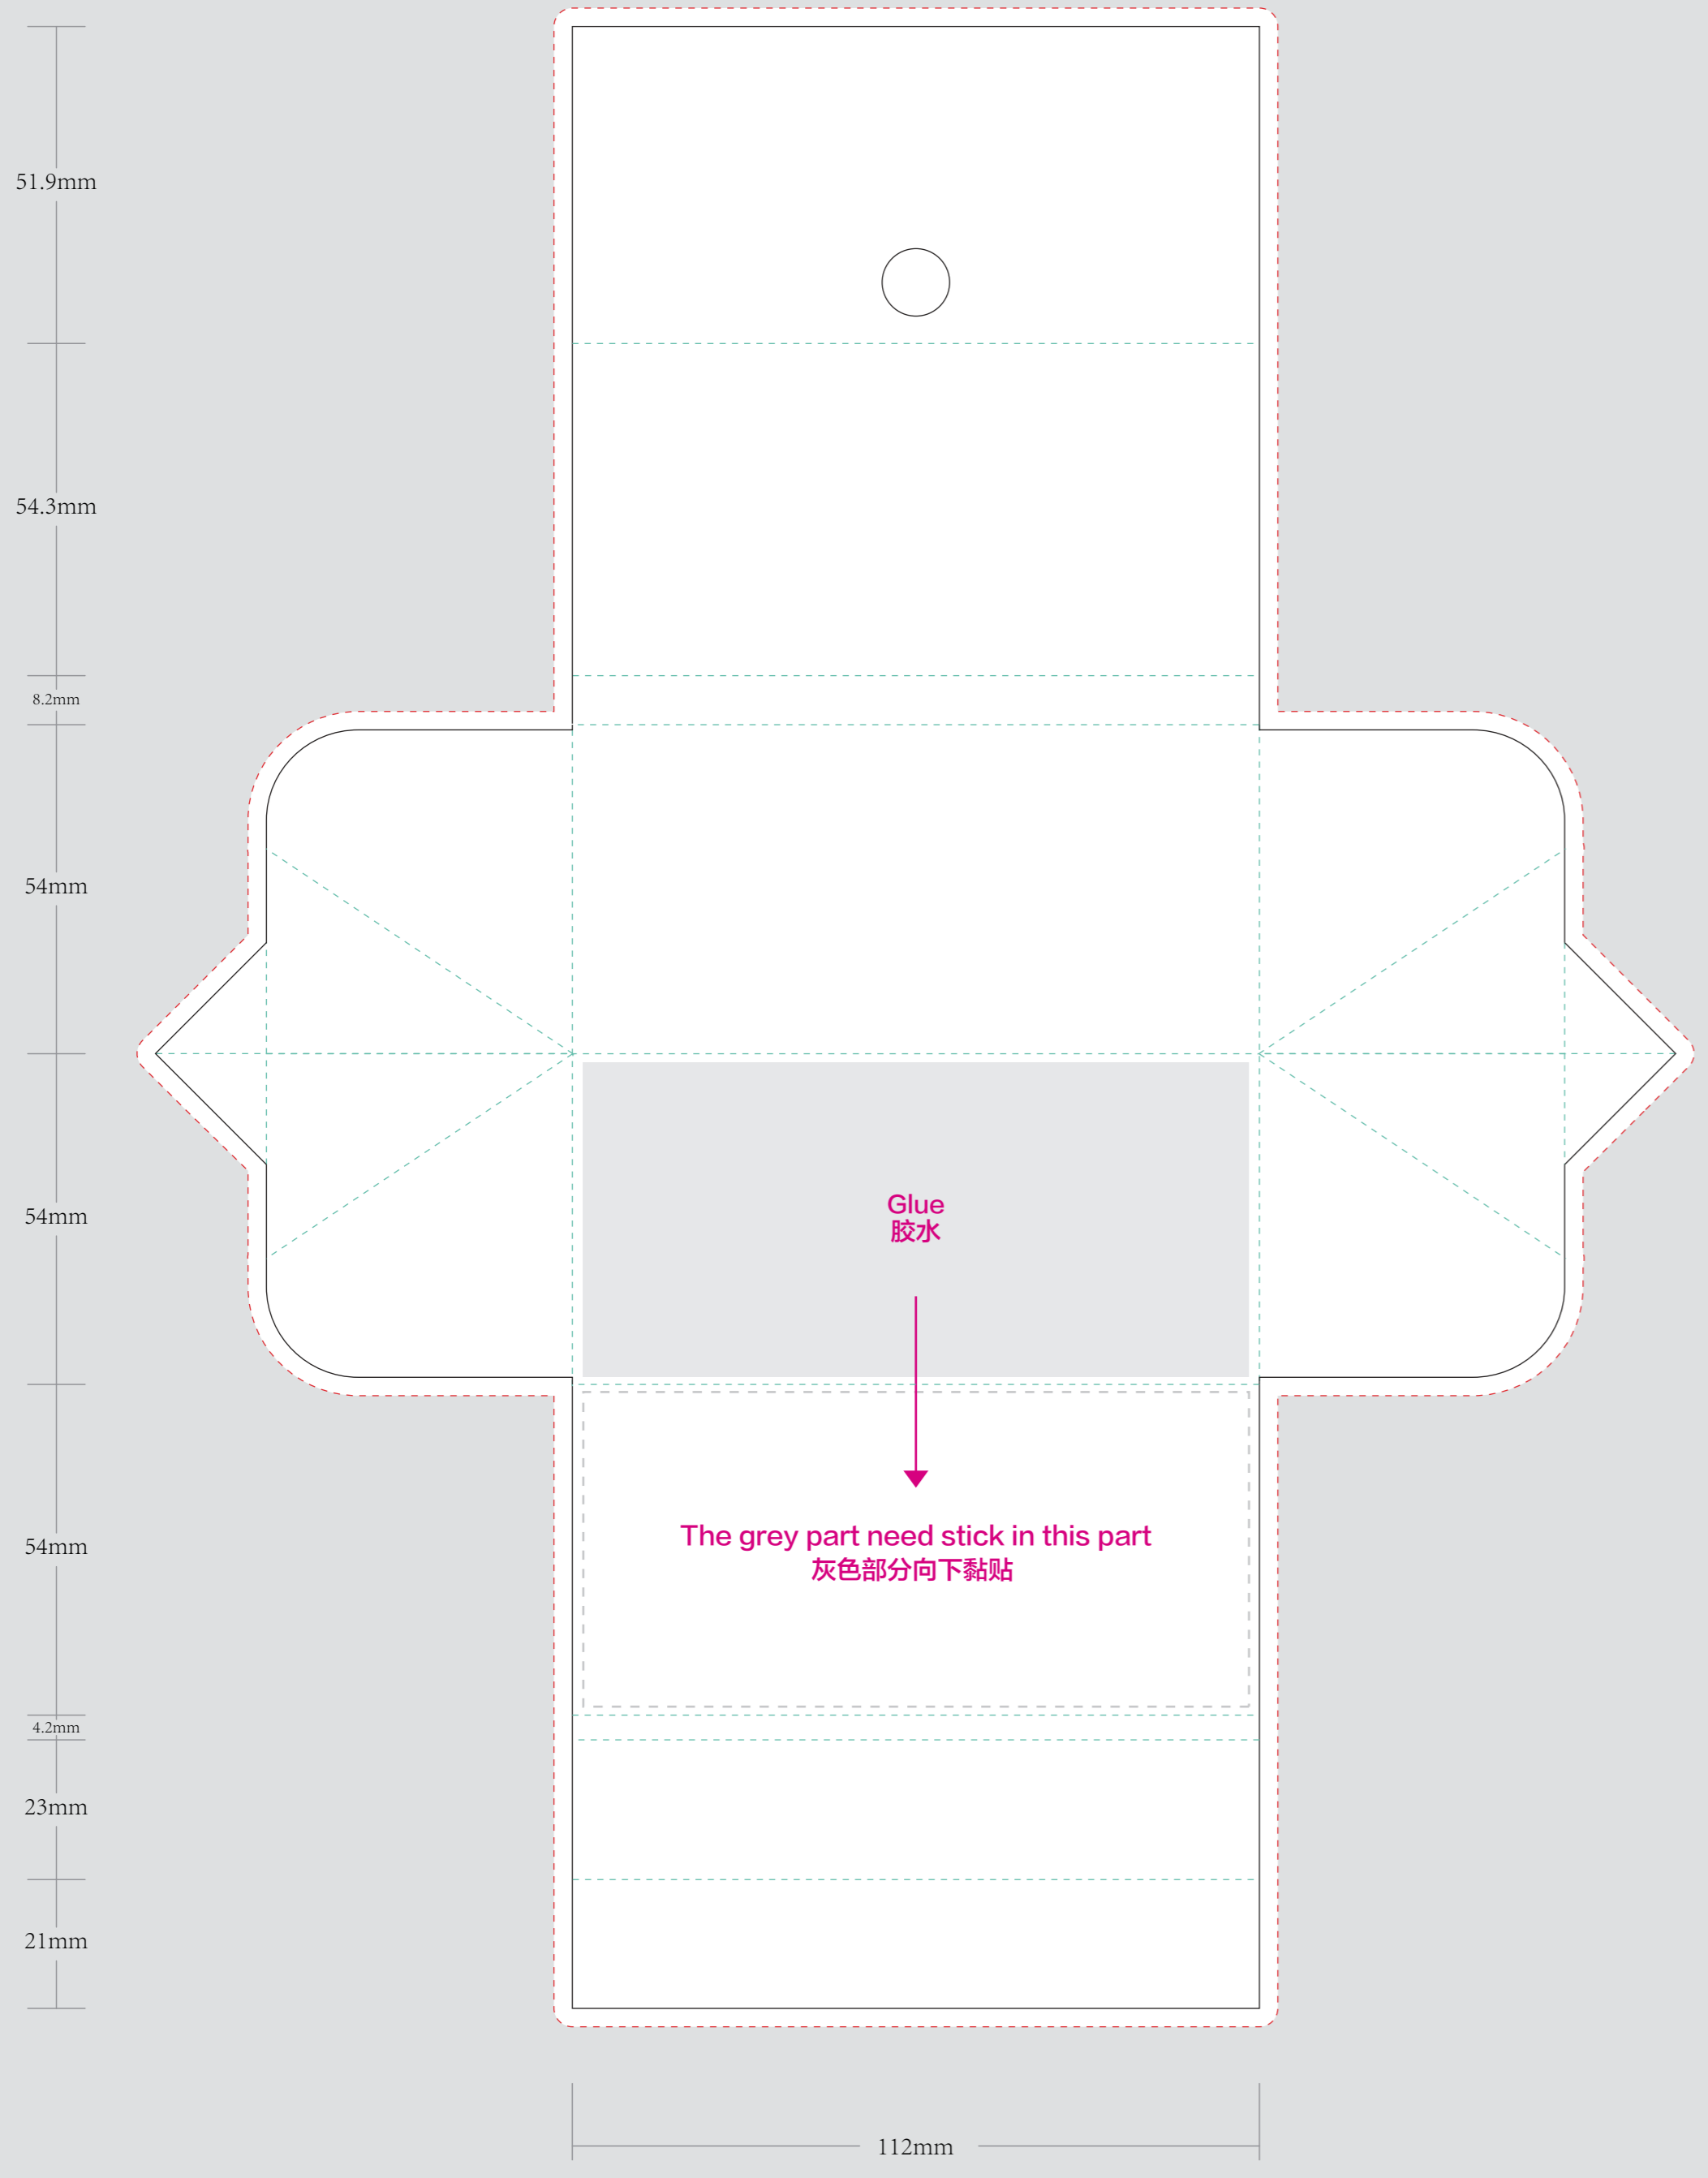 51.9mm
54.3mm
8.2mm
54mm
54mm
Glue
胶水
The grey part need stick in this part
灰色部分向下黏贴
54mm
4.2mm
23mm
21mm
112mm